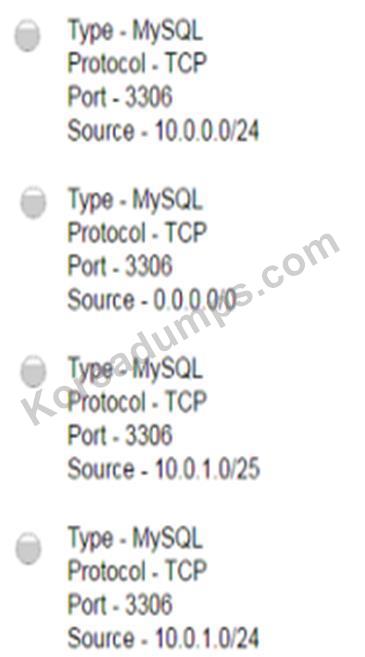 Type - MySQL
Protocol - TCP
Port - 3306
Source - 10.0.0.0/24
Type - MySQL
Protocol - TCP
Port - 3306
Source - 0.0.0.0/0
Type - MySQL
Protocol - TCP
Port - 3306
Source - 10.0.1.0/25
Type - MySQL
Protocol - TCP
Port - 3306
Source - 10.0.1.0/24
Koreadumps.com